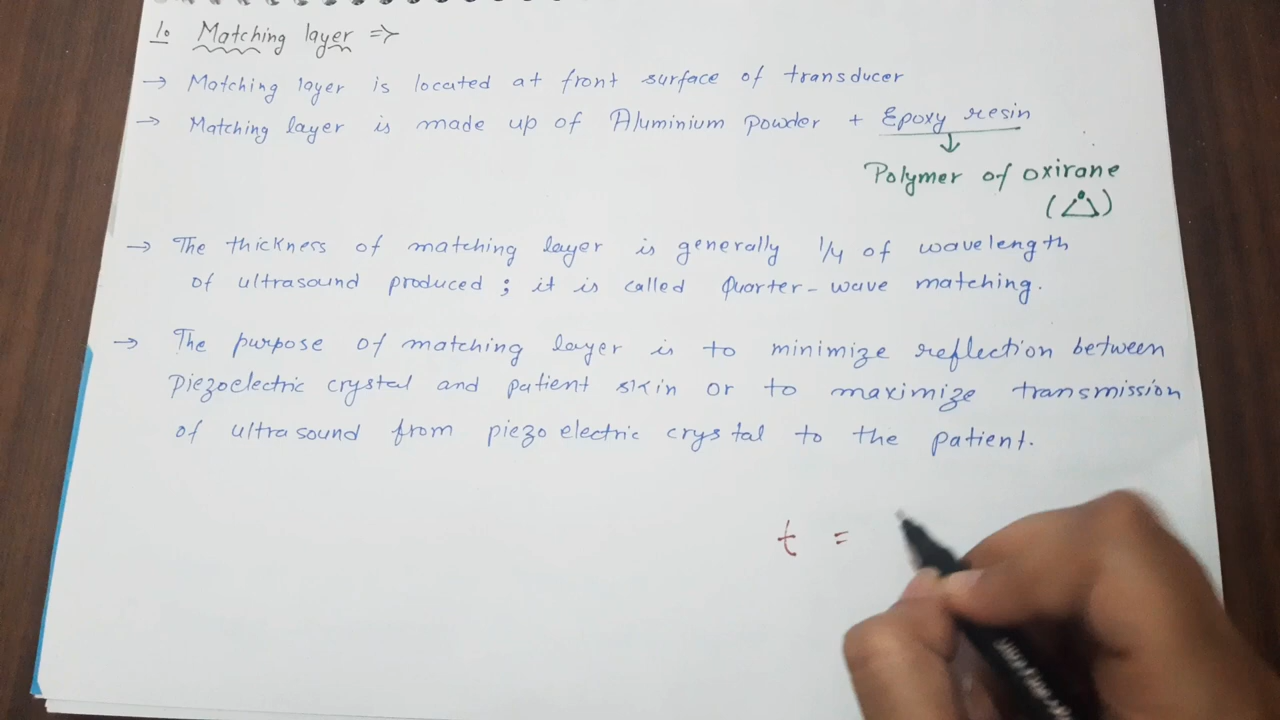 1. Matching layer ⇒
→ Matching layer is located at front surface of transducer
→ Matching layer is made up of Aluminium powder + Epoxy resin
↓
Polymer of oxirane
(△)
→ The thickness of matching layer is generally 1/4 of wavelength
of ultrasound produced ; it is called Quarter-wave matching.
→ The purpose of matching layer is to minimize reflection between
piezoelectric crystal and patient skin or to maximize transmission
of ultrasound from piezoelectric crystal to the patient.
t =